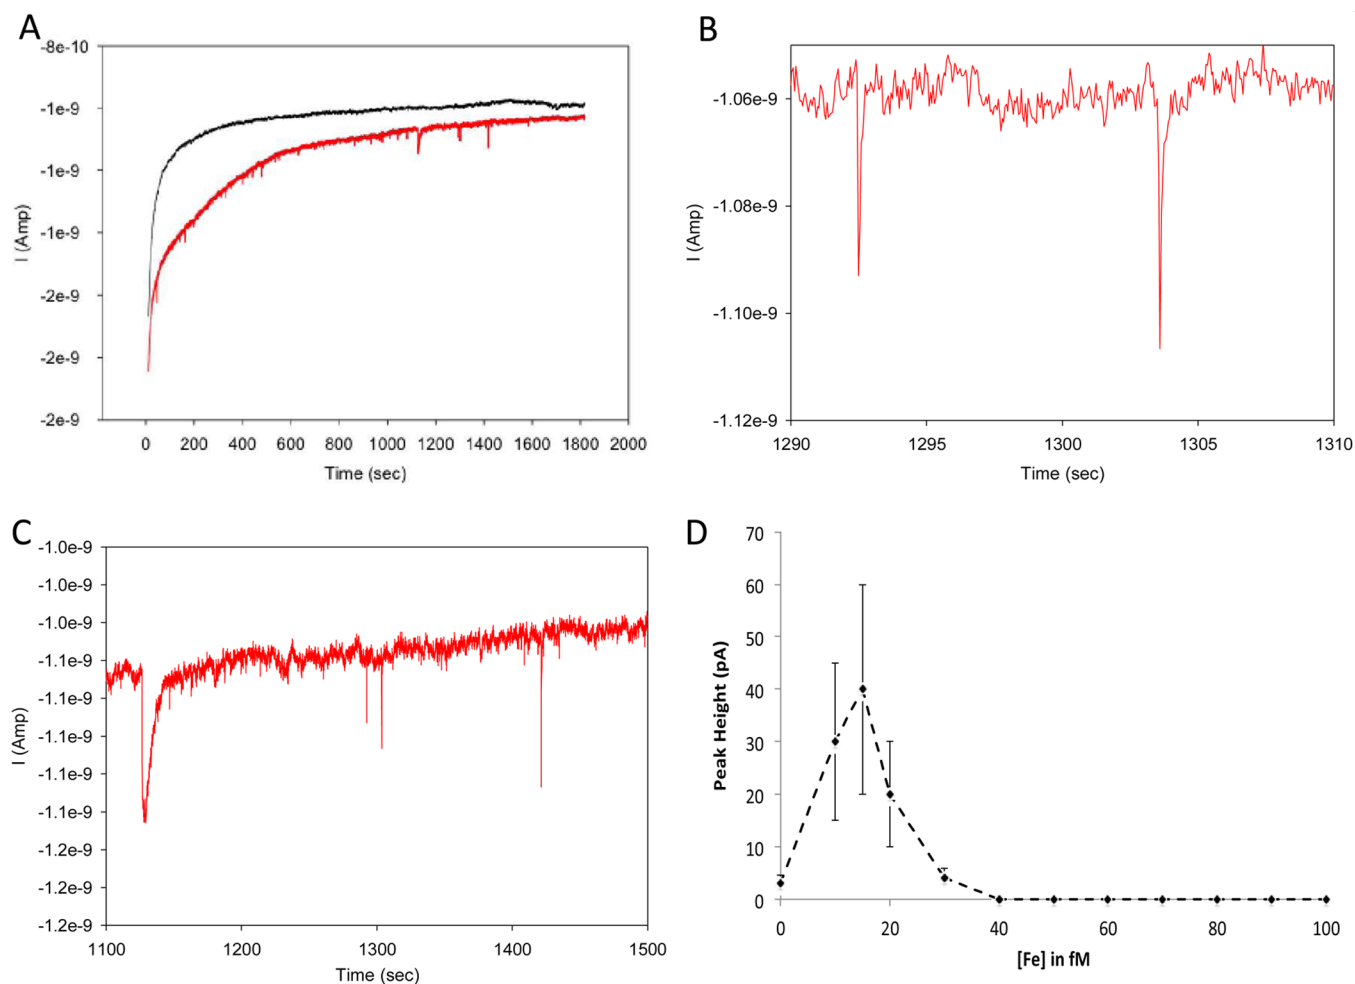 A
-8e-10
-1e-9
-1e-9
-1e-9
-2e-9
-2e-9
-2e-9
I (Amp)
0 200 400 600 800 1000 1200 1400 1600 1800 2000
Time (sec)
B
-1.06e-9
-1.08e-9
-1.10e-9
-1.12e-9
I (Amp)
1290 1295 1300 1305 1310
Time (sec)
C
-1.0e-9
-1.0e-9
-1.0e-9
-1.1e-9
-1.1e-9
-1.1e-9
-1.1e-9
-1.1e-9
-1.2e-9
-1.2e-9
-1.2e-9
I (Amp)
1100 1200 1300 1400 1500
Time (sec)
D
70
60
50
40
30
20
10
0
Peak Height (pA)
0 20 40 60 80 100
[Fe] in fM